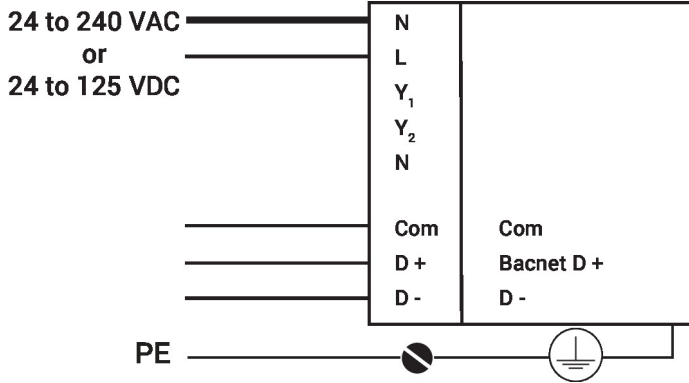 24 to 240 VAC
or
24 to 125 VDC
N
L
Y₁
Y₂
N
Com Com
D + Bacnet D +
D - D -
PE